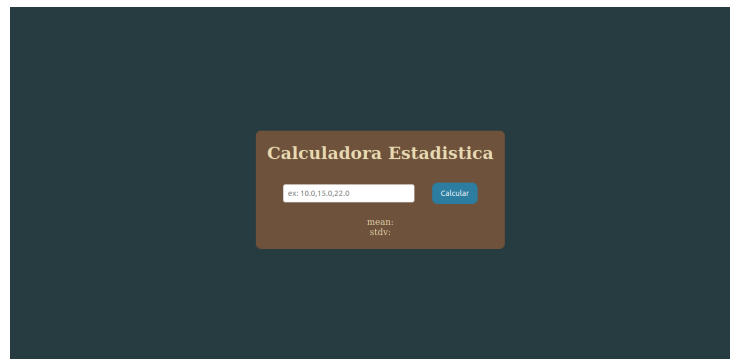 Calculadora Estadistica
ex: 10.0,15.0,22.0
Calcular
mean:
stdv: